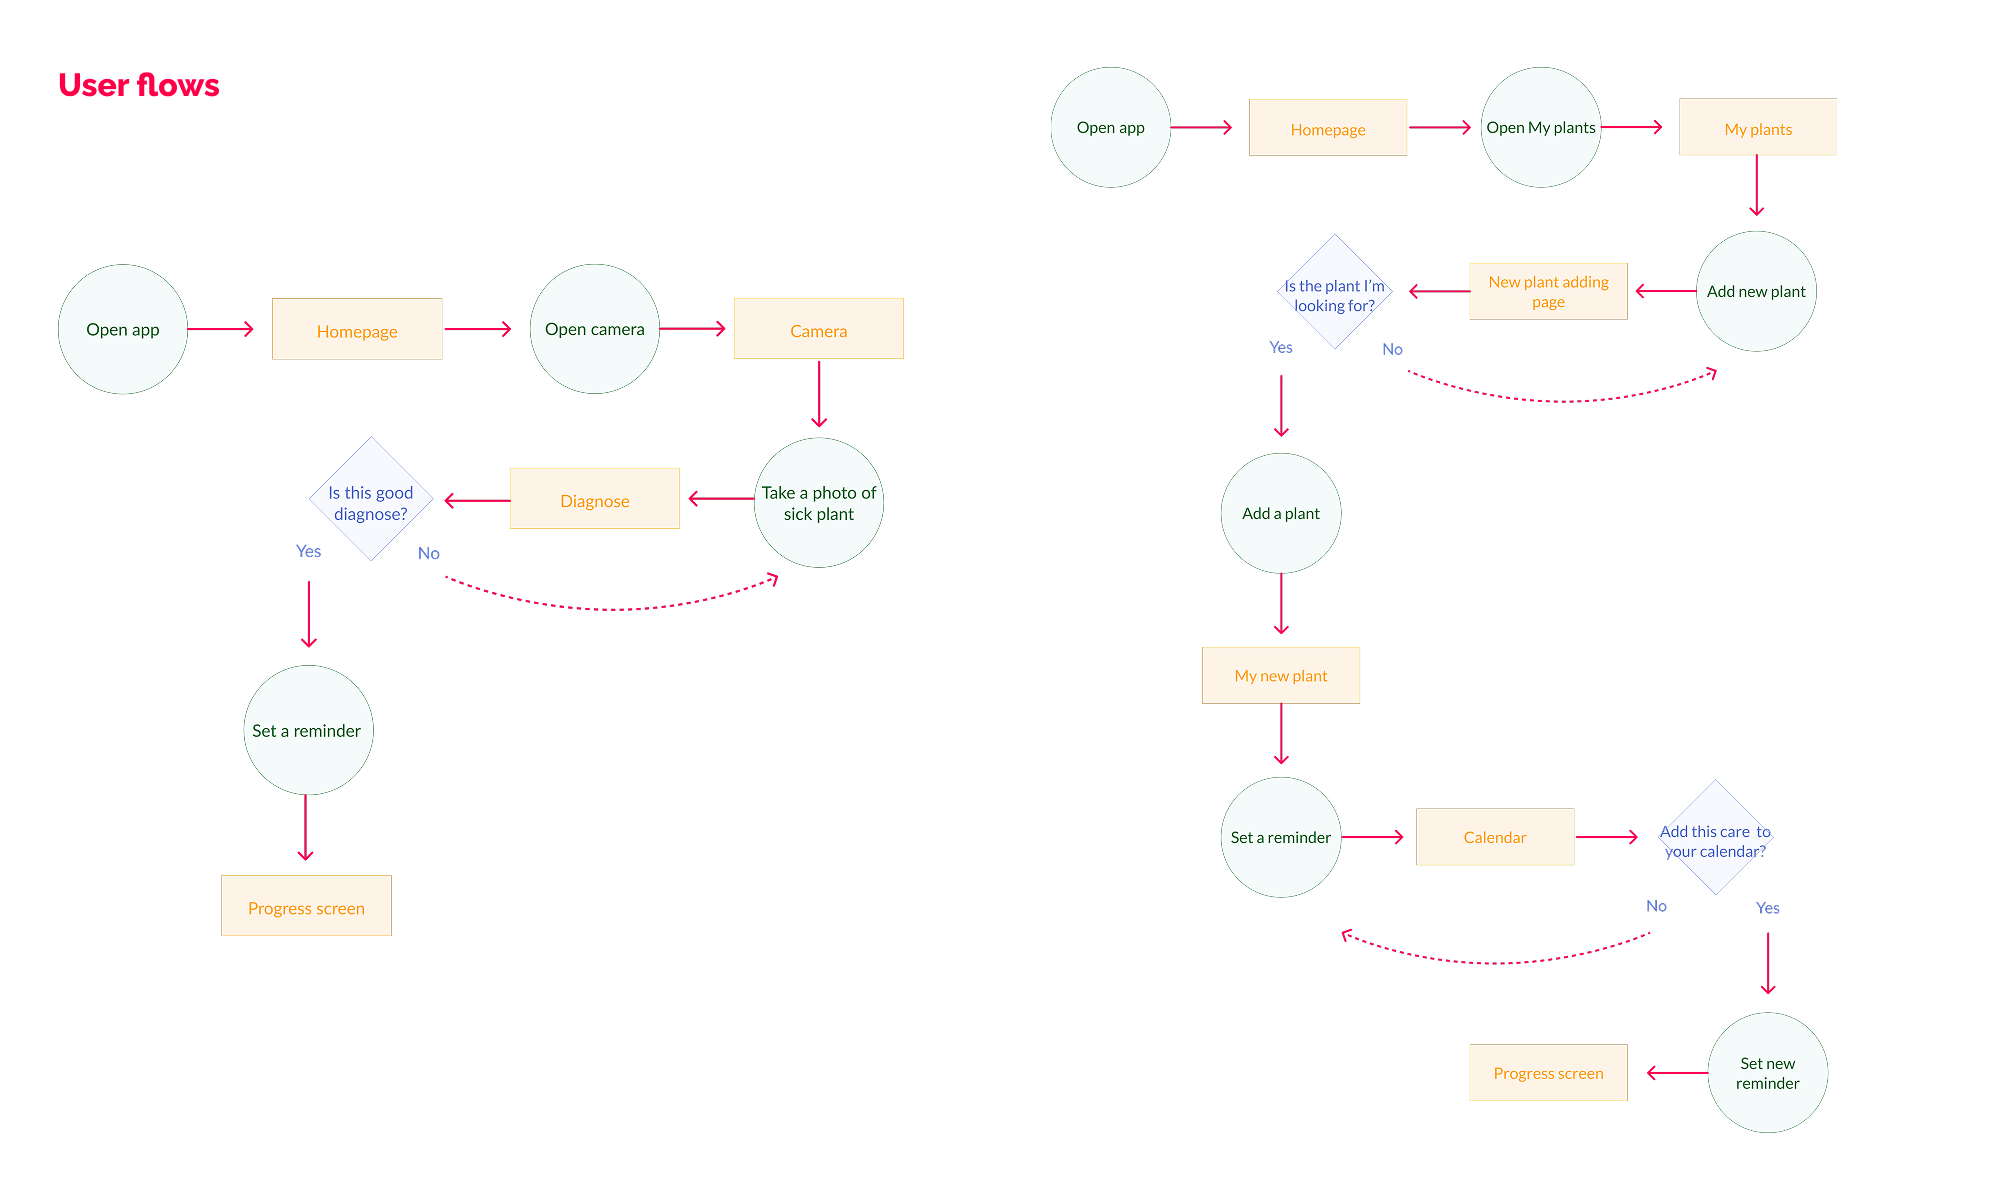 User flows
Open app
Homepage
Open camera
Camera
Take a photo of
sick plant
Diagnose
Is this good
diagnose?
Yes
No
Set a reminder
Progress screen
Open app
Homepage
Open My plants
My plants
Add new plant
New plant adding
page
Is the plant I'm
looking for?
Yes
No
Add a plant
My new plant
Set a reminder
Calendar
Add this care to
your calendar?
No
Yes
Set new
reminder
Progress screen